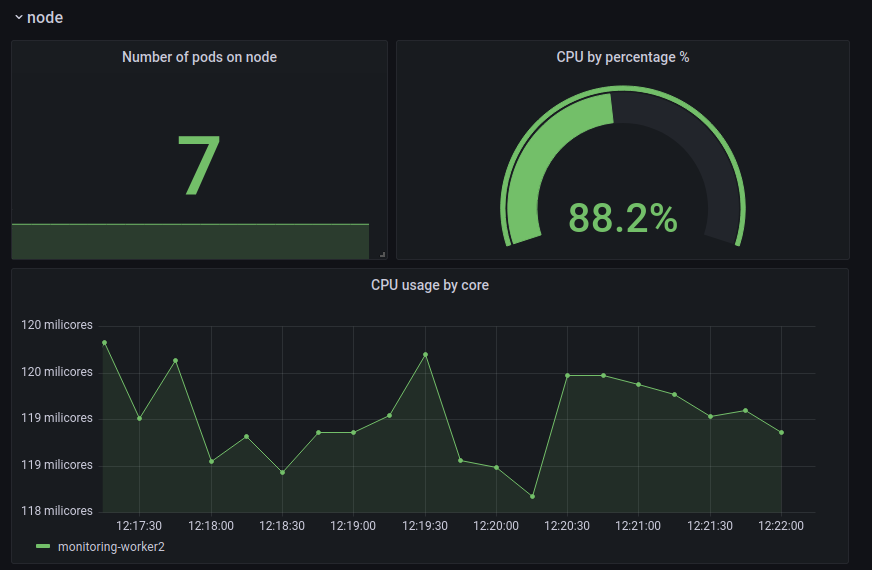 node
Number of pods on node
CPU by percentage %
7
88.2%
CPU usage by core
120 milicores
120 milicores
119 milicores
119 milicores
118 milicores
12:17:30 12:18:00 12:18:30 12:19:00 12:19:30 12:20:00 12:20:30 12:21:00 12:21:30 12:22:00
monitoring-worker2